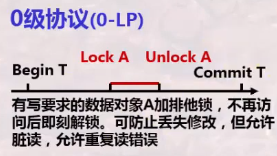 0级协议(0-LP)
Lock A Unlock A
Begin T Commit T
有写要求的数据对象A加排他锁，不再访
问后即刻解锁。可防止丢失修改，但允许
脏读，允许重复读错误